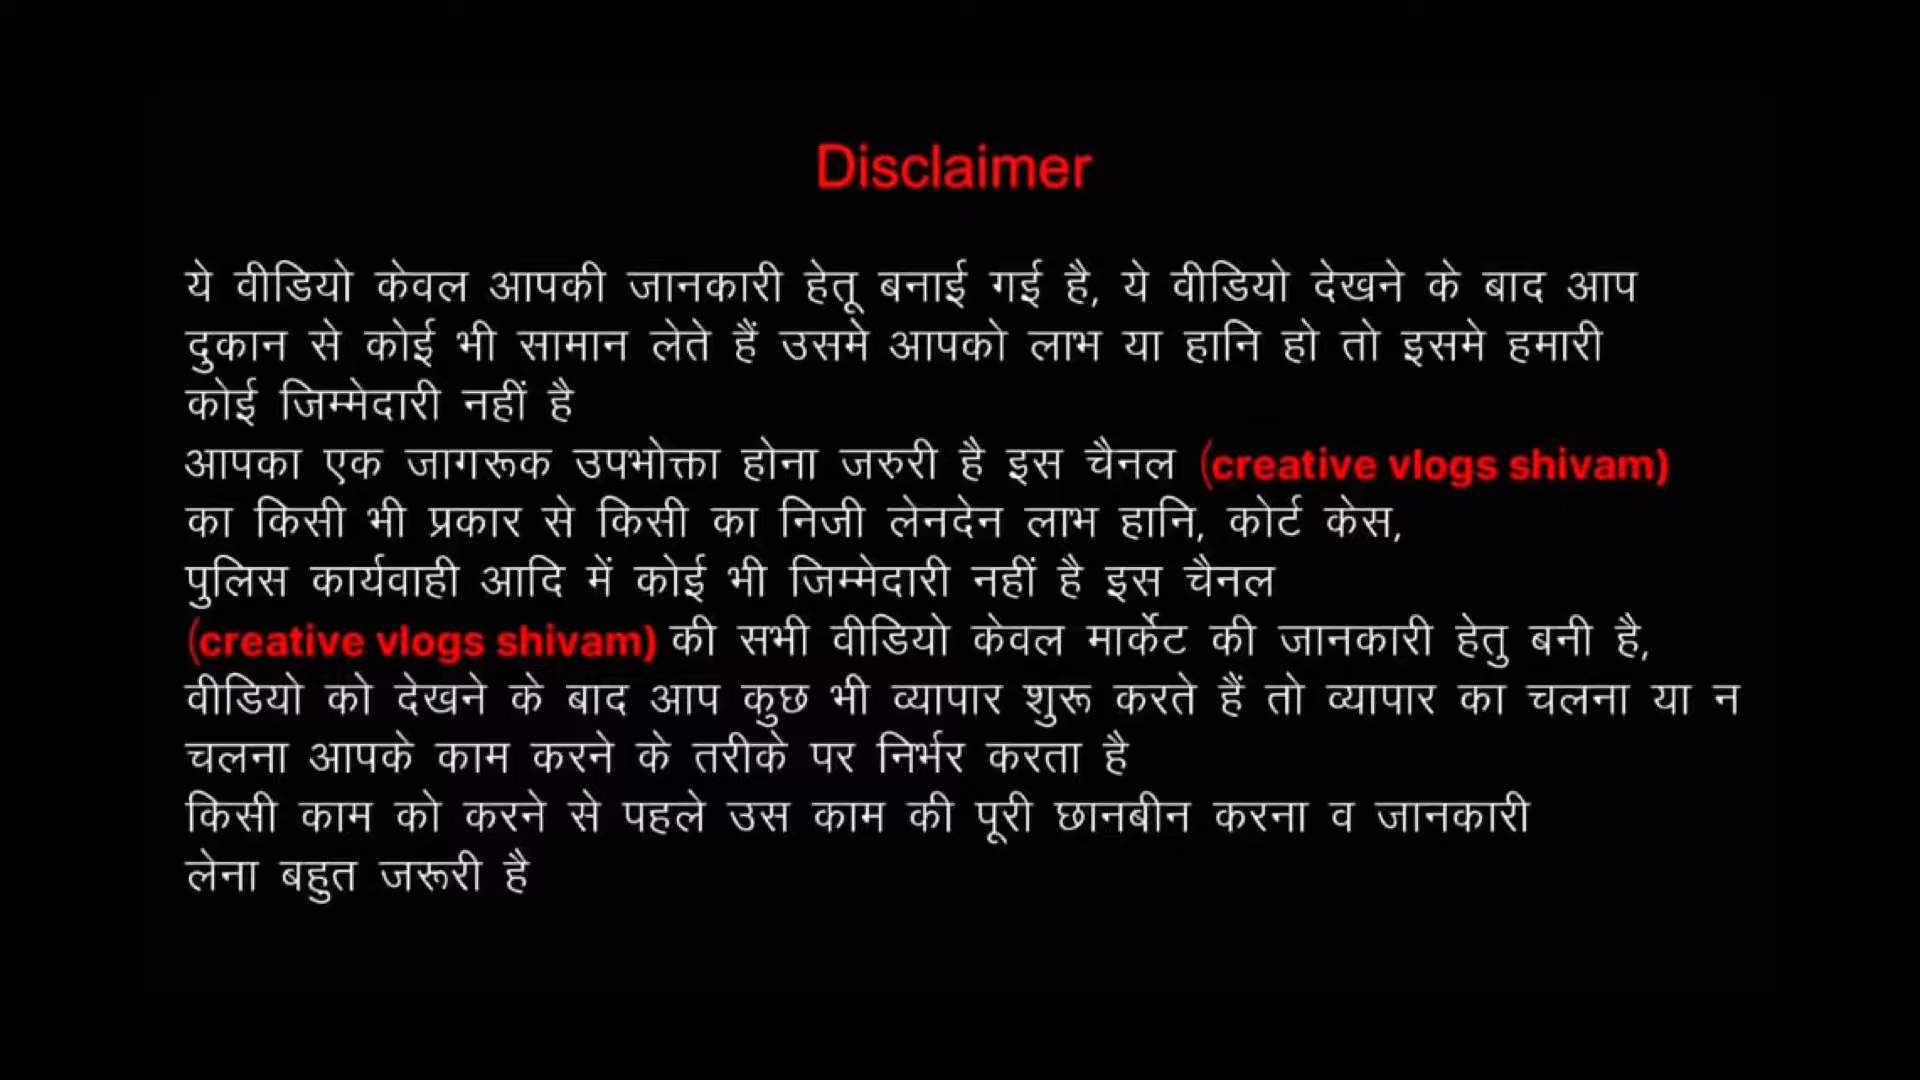 Disclaimer
ये वीडियो केवल आपकी जानकारी हेतू बनाई गई है, ये वीडियो देखने के बाद आप
दुकान से कोई भी सामान लेते हैं उसमे आपको लाभ या हानि हो तो इसमे हमारी
कोई जिम्मेदारी नहीं है
आपका एक जागरूक उपभोक्ता होना जरुरी है इस चैनल (creative vlogs shivam)
का किसी भी प्रकार से किसी का निजी लेनदेन लाभ हानि, कोर्ट केस,
पुलिस कार्यवाही आदि में कोई भी जिम्मेदारी नहीं है इस चैनल
(creative vlogs shivam) की सभी वीडियो केवल मार्केट की जानकारी हेतु बनी है,
वीडियो को देखने के बाद आप कुछ भी व्यापार शुरू करते हैं तो व्यापार का चलना या न
चलना आपके काम करने के तरीके पर निर्भर करता है
किसी काम को करने से पहले उस काम की पूरी छानबीन करना व जानकारी
लेना बहुत जरूरी है